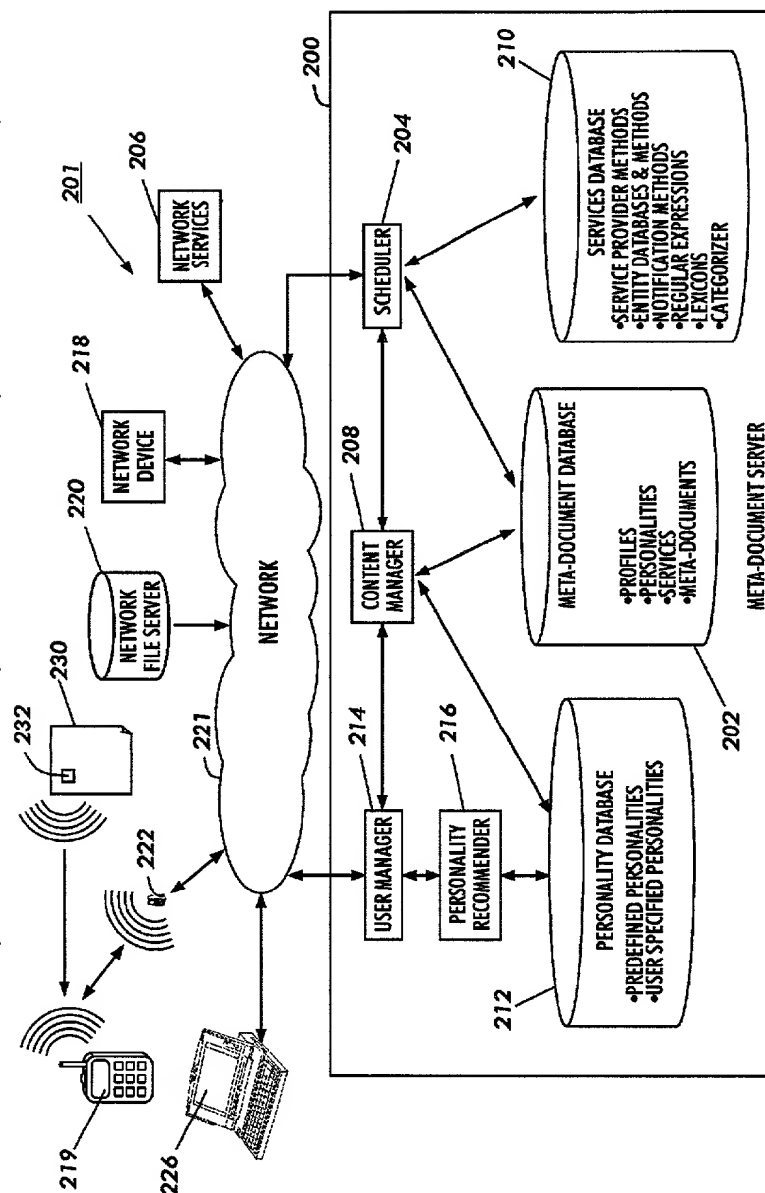 201
206
NETWORK
SERVICES
218
NETWORK
DEVICE
220
NETWORK
FILE SERVER
230
232
221
NETWORK
222
219
226
200
204
SCHEDULER
208
CONTENT
MANAGER
214
USER MANAGER
216
PERSONALITY
RECOMMENDER
212
PERSONALITY DATABASE
•PREDEFINED PERSONALITIES
•USER SPECIFIED PERSONALITIES
202
META-DOCUMENT DATABASE
•PROFILES
•PERSONALITIES
•SERVICES
•META-DOCUMENTS
210
SERVICES DATABASE
•SERVICE PROVIDER METHODS
•ENTITY DATABASES & METHODS
•NOTIFICATION METHODS
•REGULAR EXPRESSIONS
•LEXICONS
•CATEGORIZER
META-DOCUMENT SERVER